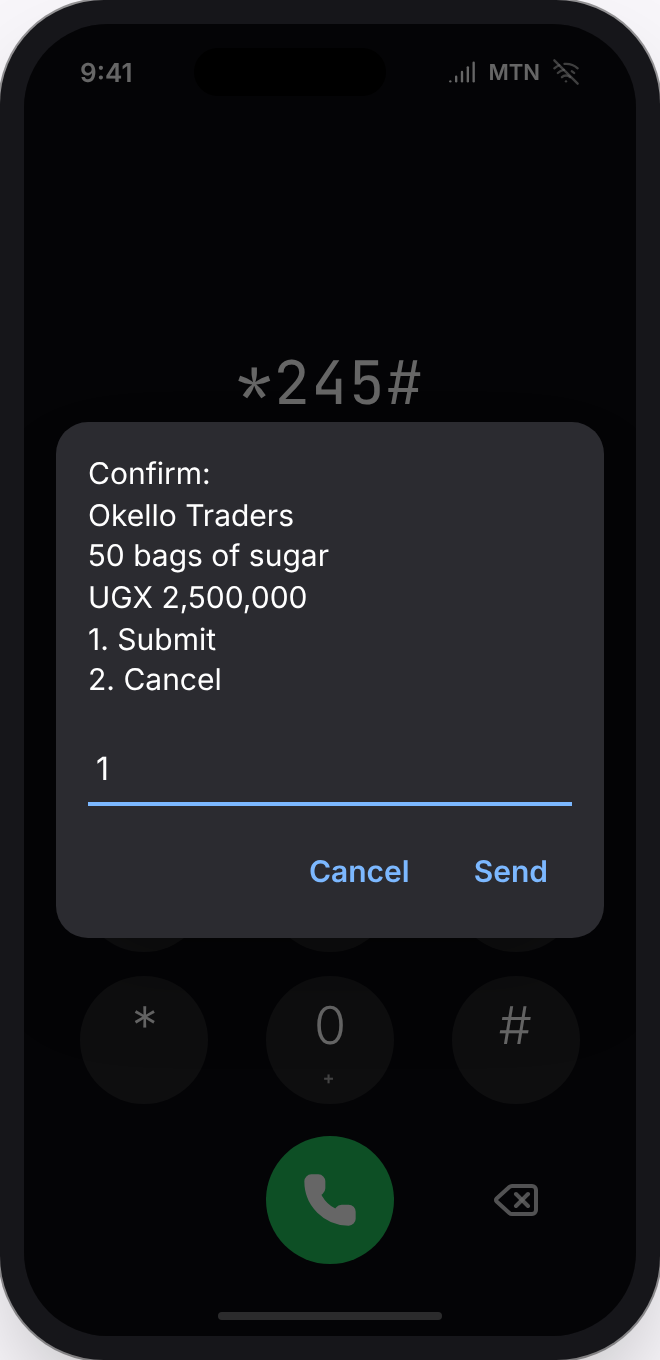 9:41 MTN
*245#
Confirm:
Okello Traders
50 bags of sugar
UGX 2,500,000
1. Submit
2. Cancel
1
Cancel Send
* 0 #
+